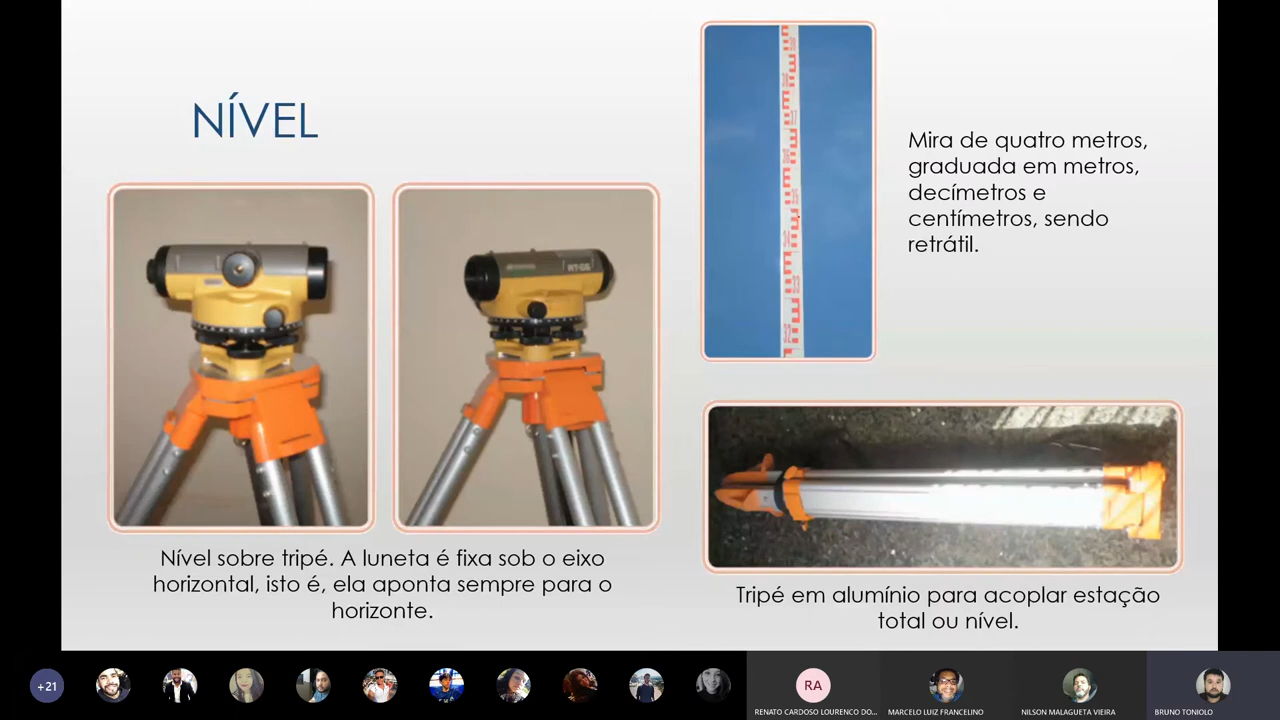 NÍVEL
Mira de quatro metros,
graduada em metros,
decímetros e
centímetros, sendo
retrátil.
Nível sobre tripé. A luneta é fixa sob o eixo
horizontal, isto é, ela aponta sempre para o
horizonte.
Tripé em alumínio para acoplar estação
total ou nível.
+21
RA
RENATO CARDOSO LOURENCO DO...
MARCELO LUIZ FRANCELINO
NILSON MALAGUETA VIEIRA
BRUNO TONIOLO